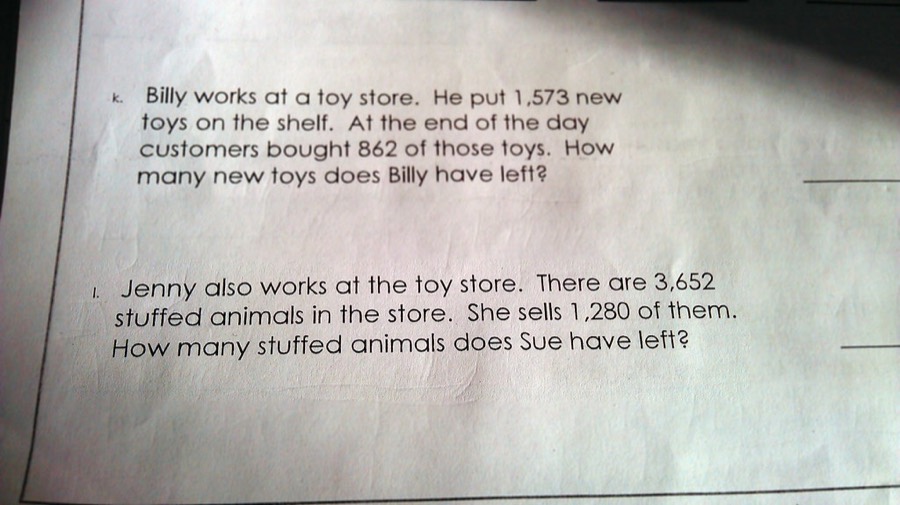 k. Billy works at a toy store. He put 1,573 new
toys on the shelf. At the end of the day
customers bought 862 of those toys. How
many new toys does Billy have left?
l. Jenny also works at the toy store. There are 3,652
stuffed animals in the store. She sells 1,280 of them.
How many stuffed animals does Sue have left?